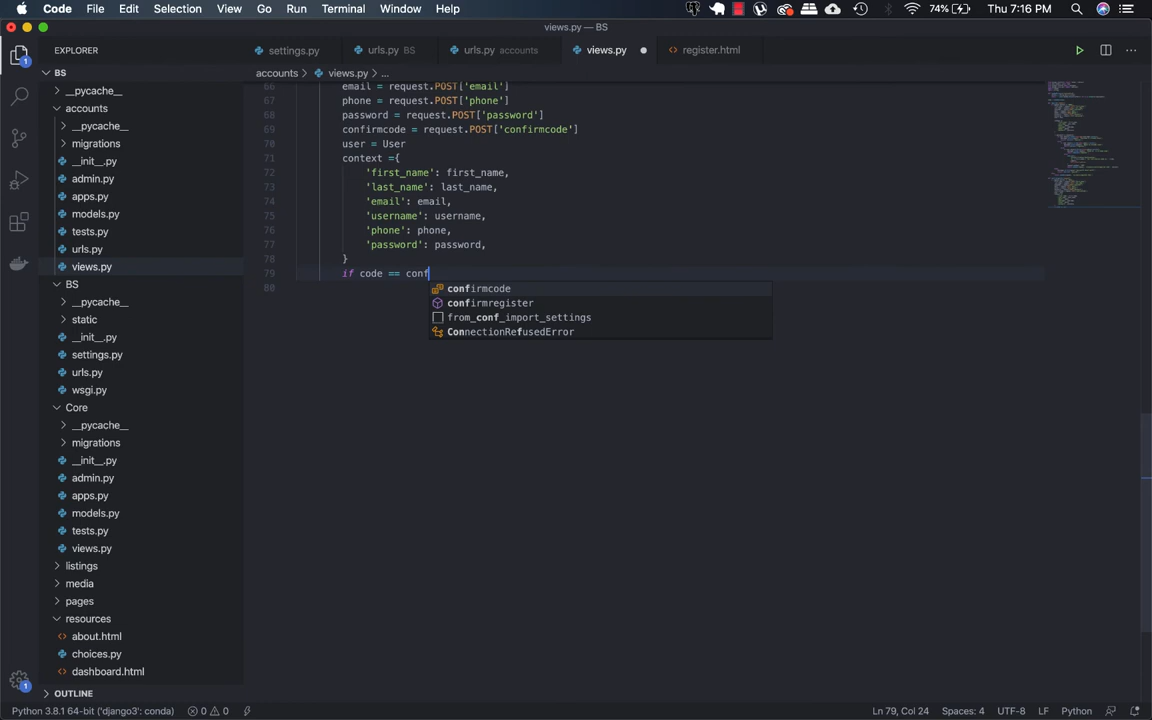 Code File Edit Selection View Go Run Terminal Window Help 74% Thu 7:16 PM
views.py — BS
EXPLORER settings.py urls.py BS urls.py accounts views.py register.html
BS accounts > views.py > ...
__pycache__
accounts
__pycache__
migrations
__init__.py
admin.py
apps.py
models.py
tests.py
urls.py
views.py
BS
__pycache__
static
__init__.py
settings.py
urls.py
wsgi.py
Core
__pycache__
migrations
__init__.py
admin.py
apps.py
models.py
tests.py
views.py
listings
media
pages
resources
about.html
choices.py
dashboard.html
OUTLINE
1
1
66 email = request.POST['email']
67 phone = request.POST['phone']
68 password = request.POST['password']
69 confirmcode = request.POST['confirmcode']
70 user = User
71 context ={
72 'first_name': first_name,
73 'last_name': last_name,
74 'email': email,
75 'username': username,
76 'phone': phone,
77 'password': password,
78 }
79 if code == conf
80
confirmcode
confirmregister
from_conf_import_settings
ConnectionRefusedError
Python 3.8.1 64-bit ('django3': conda) 0 0 Ln 79, Col 24 Spaces: 4 UTF-8 LF Python